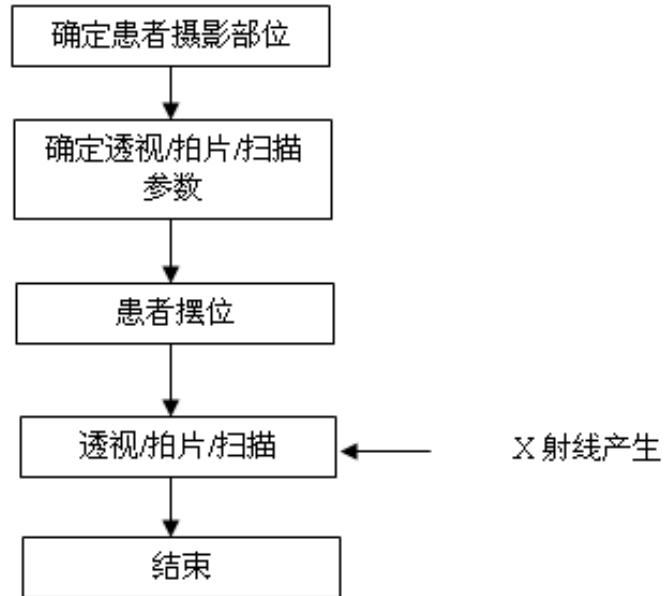 确定患者摄影部位
确定透视/拍片/扫描
参数
患者摆位
透视/拍片/扫描
X 射线产生
结束